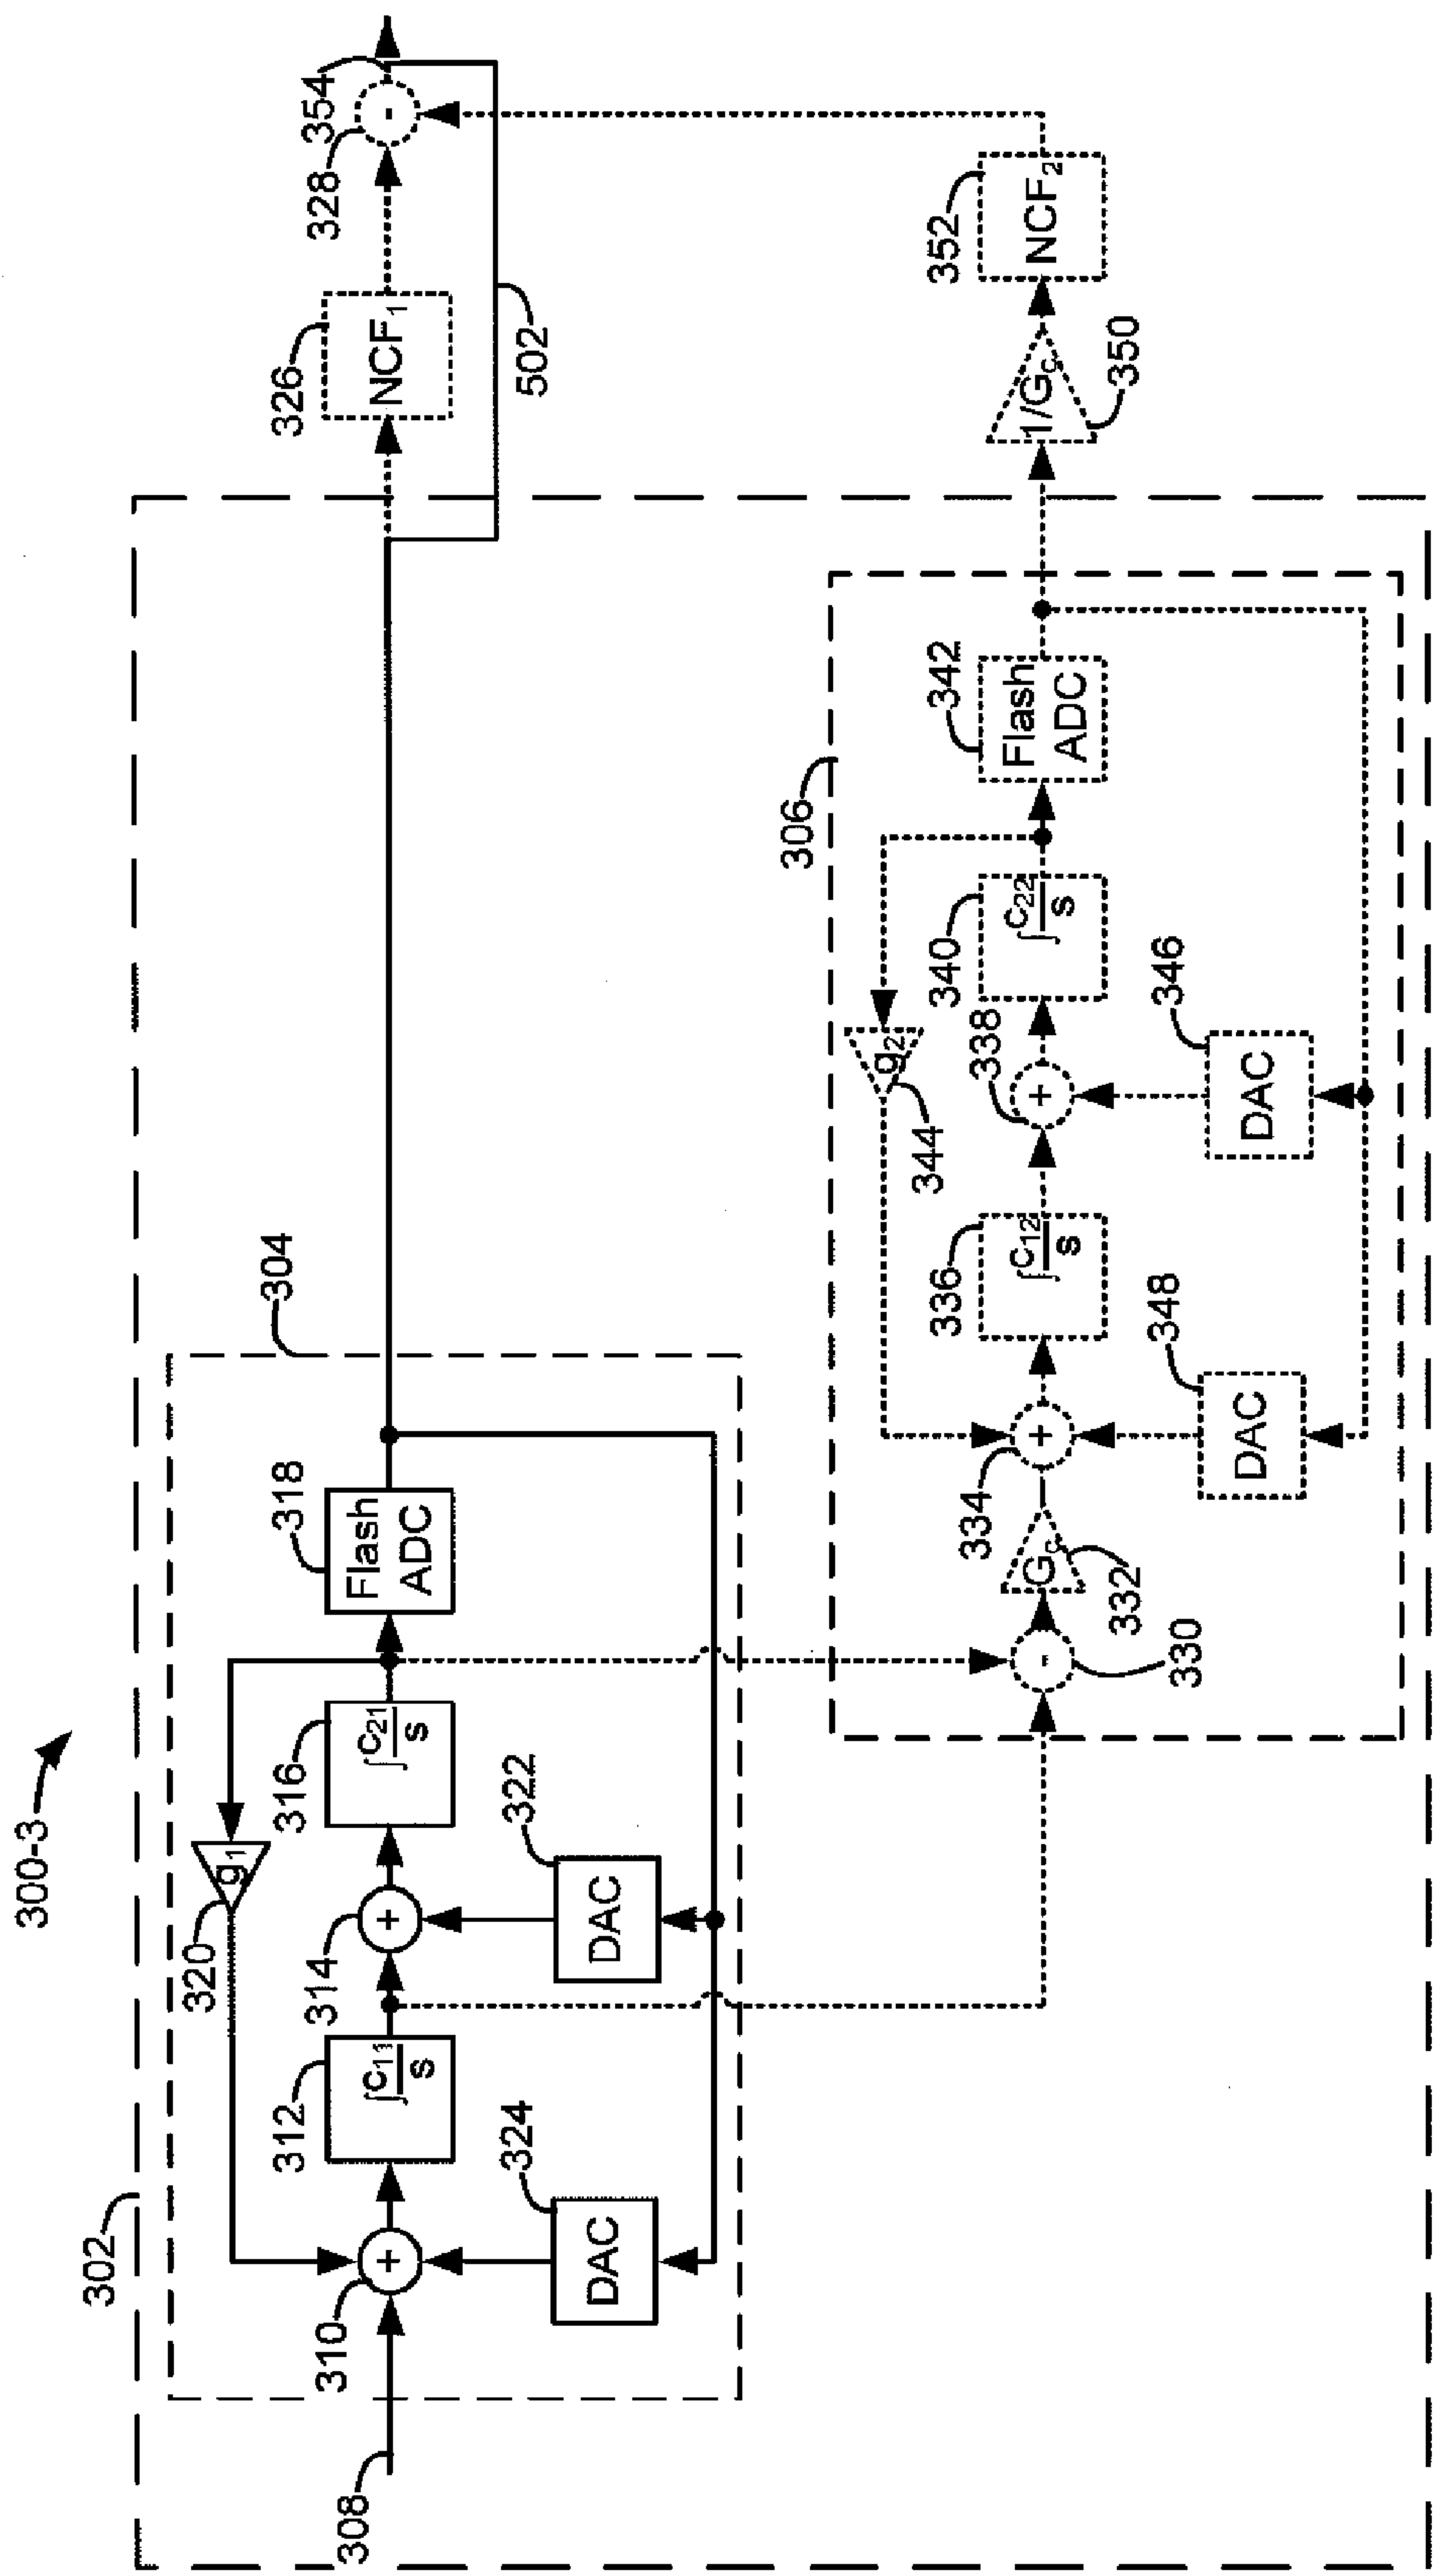 300-3
302
304
308
310
+
312
∫C₁₁/s
314
+
316
∫C₂₁/s
318
Flash
ADC
320
g₁
322
DAC
324
DAC
326
NCF₁
328
-
354
502
306
330
-
332
G꜀
334
+
336
∫C₁₂/s
338
+
340
∫C₂₂/s
342
Flash
ADC
344
g₂
346
DAC
348
DAC
350
1/G꜀
352
NCF₂